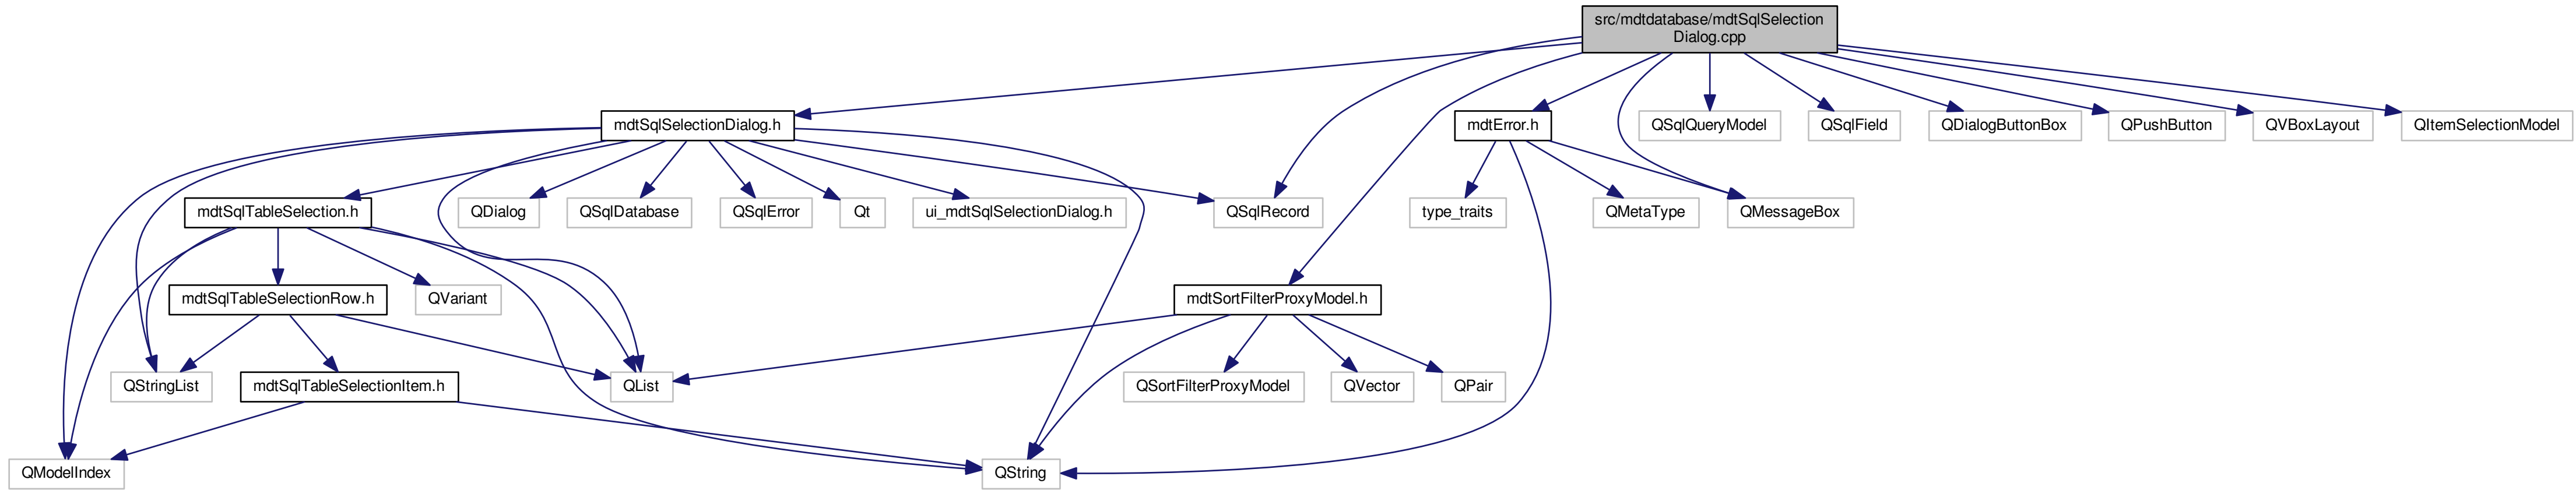 src/mdtdatabase/mdtSqlSelection
Dialog.cpp
mdtSqlSelectionDialog.h
mdtError.h
QSqlQueryModel
QSqlField
QDialogButtonBox
QPushButton
QVBoxLayout
QItemSelectionModel
mdtSqlTableSelection.h
QDialog
QSqlDatabase
QSqlError
Qt
ui_mdtSqlSelectionDialog.h
QSqlRecord
type_traits
QMetaType
QMessageBox
mdtSqlTableSelectionRow.h
QVariant
mdtSortFilterProxyModel.h
QStringList
mdtSqlTableSelectionItem.h
QList
QSortFilterProxyModel
QVector
QPair
QModelIndex
QString